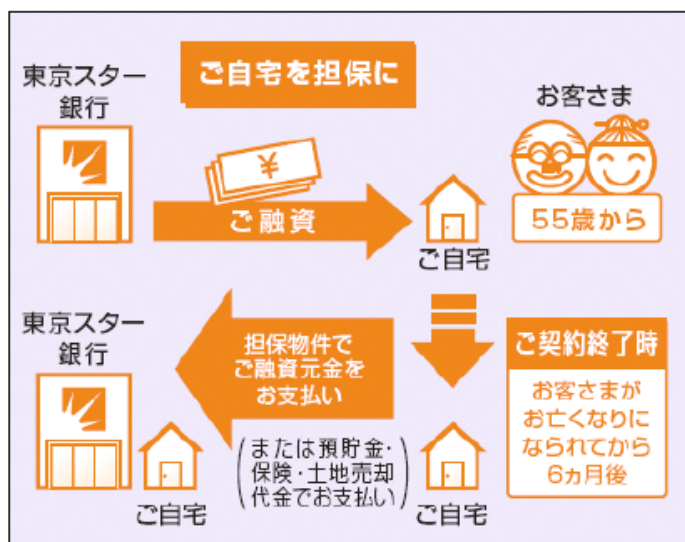 ご自宅を担保に
東京スター
銀行
お客さま
¥
ご融資
55歳から
ご自宅
東京スター
銀行
担保物件で
ご融資元金を
お支払い
ご契約終了時
お客さまが
お亡くなりに
なられてから
6ヵ月後
(または預貯金・
保険・土地売却
代金でお支払い)
ご自宅
ご自宅